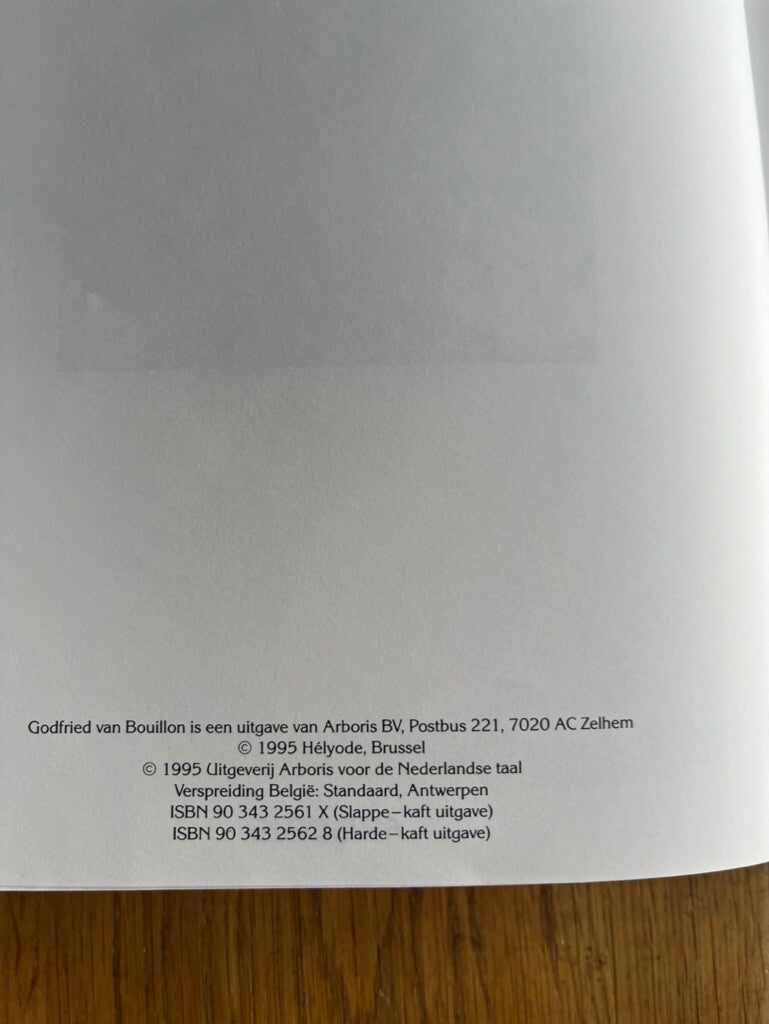 Godfried van Bouillon is een uitgave van Arboris BV, Postbus 221, 7020 AC Zelhem
© 1995 Hélyode, Brussel
© 1995 Uitgeverij Arboris voor de Nederlandse taal
Verspreiding België: Standaard, Antwerpen
ISBN 90 343 2561 X (Slappe–kaft uitgave)
ISBN 90 343 2562 8 (Harde–kaft uitgave)